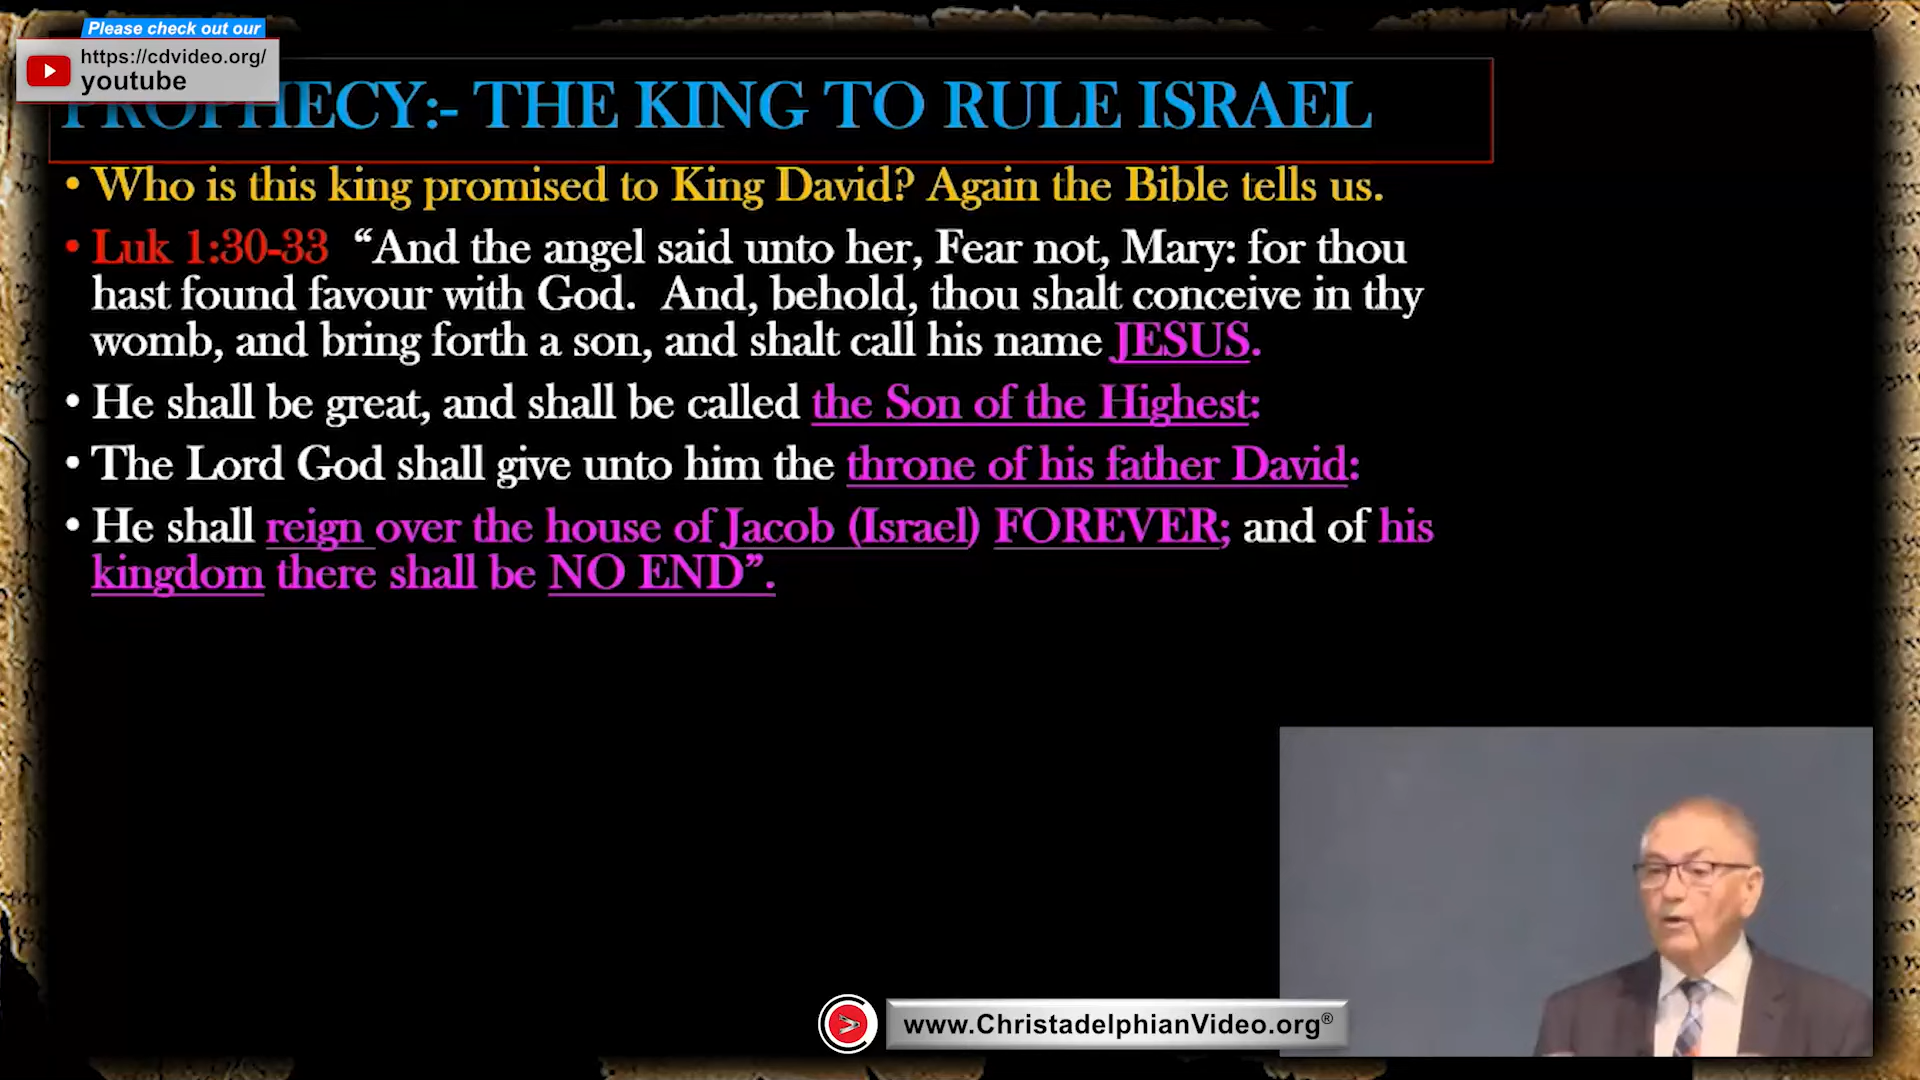 Please check out our
https://cdvideo.org/
youtube
PROPHECY:- THE KING TO RULE ISRAEL
• Who is this king promised to King David? Again the Bible tells us.
• Luk 1:30-33 “And the angel said unto her, Fear not, Mary: for thou
hast found favour with God. And, behold, thou shalt conceive in thy
womb, and bring forth a son, and shalt call his name JESUS.
• He shall be great, and shall be called the Son of the Highest:
• The Lord God shall give unto him the throne of his father David:
• He shall reign over the house of Jacob (Israel) FOREVER; and of his
kingdom there shall be NO END”.
www.ChristadelphianVideo.org®